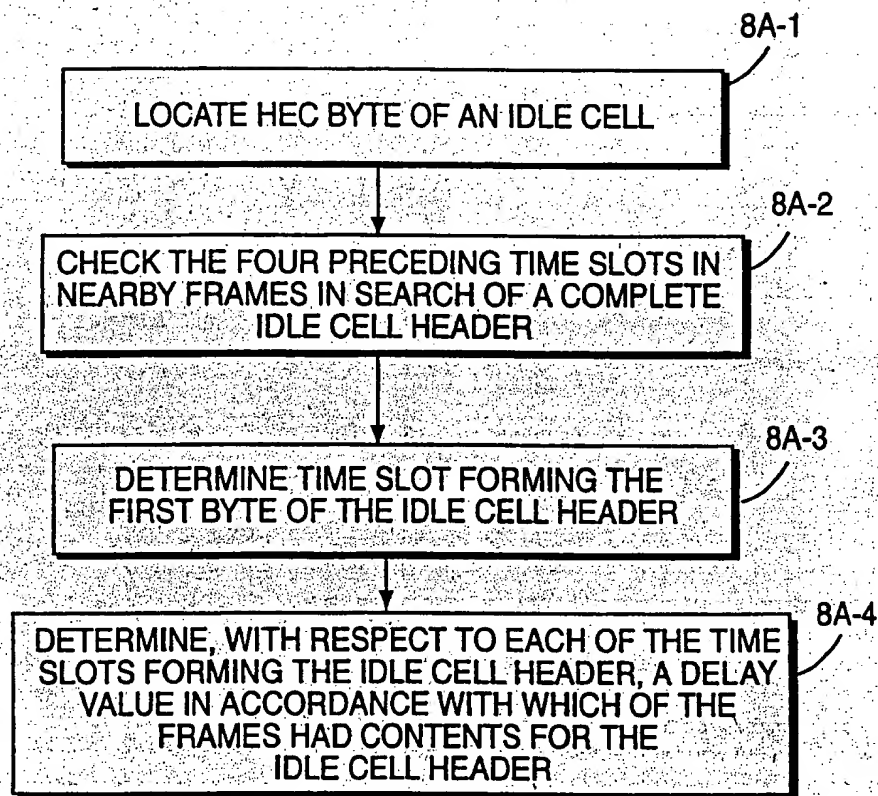 8A-1
LOCATE HEC BYTE OF AN IDLE CELL
8A-2
CHECK THE FOUR PRECEDING TIME SLOTS IN
NEARBY FRAMES IN SEARCH OF A COMPLETE
IDLE CELL HEADER
8A-3
DETERMINE TIME SLOT FORMING THE
FIRST BYTE OF THE IDLE CELL HEADER
8A-4
DETERMINE, WITH RESPECT TO EACH OF THE TIME
SLOTS FORMING THE IDLE CELL HEADER, A DELAY
VALUE IN ACCORDANCE WITH WHICH OF THE
FRAMES HAD CONTENTS FOR THE
IDLE CELL HEADER